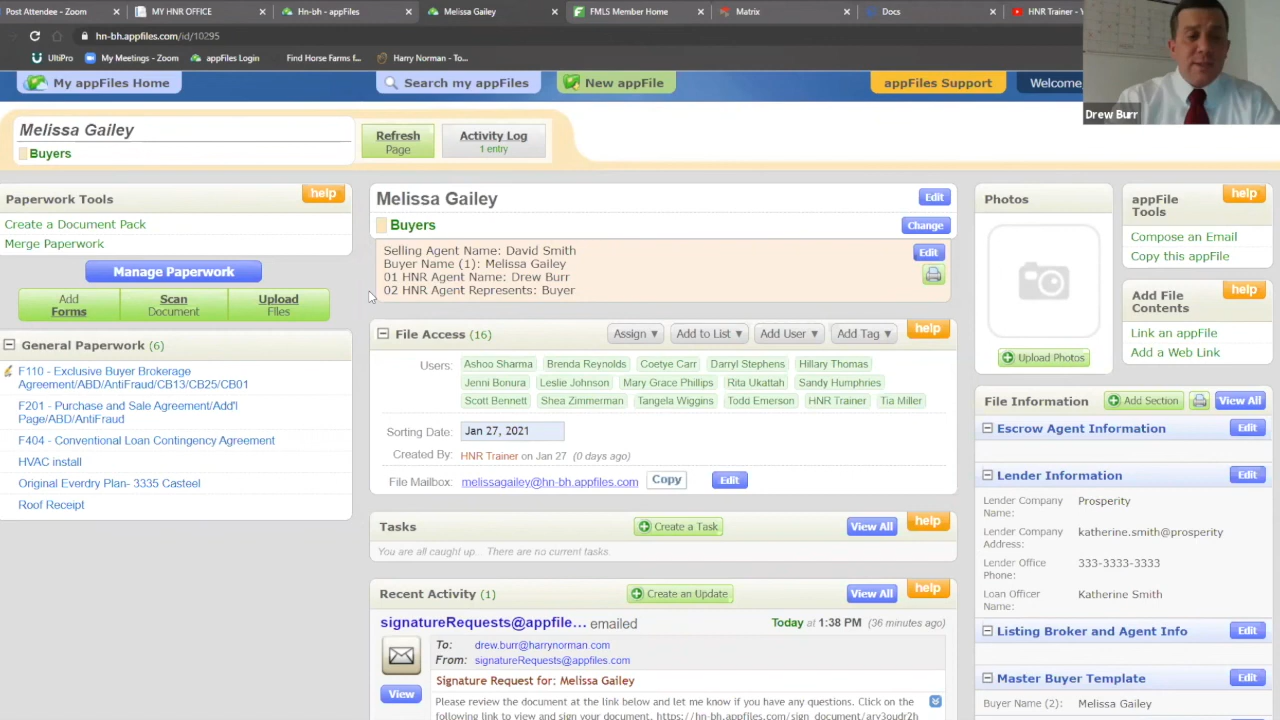 Post Attendee - Zoom
MY HNR OFFICE
Hn-bh - appFiles
Melissa Gailey
FMLS Member Home
Matrix
Docs
HNR Trainer - Y
hn-bh.appfiles.com/id/10295
UltiPro
My Meetings - Zoom
appFiles Login
Find Horse Farms f...
Harry Norman - To...
My appFiles Home
Search my appFiles
New appFile
appFiles Support
Welcome
Drew Burr
Melissa Gailey
Buyers
Refresh
Page
Activity Log
1 entry
Paperwork Tools
help
Create a Document Pack
Merge Paperwork
Manage Paperwork
Add
Forms
Scan
Document
Upload
Files
General Paperwork (6)
F110 - Exclusive Buyer Brokerage
Agreement/ABD/AntiFraud/CB13/CB25/CB01
F201 - Purchase and Sale Agreement/Add'l
Page/ABD/AntiFraud
F404 - Conventional Loan Contingency Agreement
HVAC install
Original Everdry Plan- 3335 Casteel
Roof Receipt
Melissa Gailey
Edit
Buyers
Change
Selling Agent Name: David Smith
Buyer Name (1): Melissa Gailey
01 HNR Agent Name: Drew Burr
02 HNR Agent Represents: Buyer
Edit
File Access (16)
Assign ▾
Add to List ▾
Add User ▾
Add Tag ▾
help
Users:
Ashoo Sharma
Brenda Reynolds
Coetye Carr
Darryl Stephens
Hillary Thomas
Jenni Bonura
Leslie Johnson
Mary Grace Phillips
Rita Ukattah
Sandy Humphries
Scott Bennett
Shea Zimmerman
Tangela Wiggins
Todd Emerson
HNR Trainer
Tia Miller
Sorting Date:
Jan 27, 2021
Created By:
HNR Trainer on Jan 27 (0 days ago)
File Mailbox:
melissagailey@hn-bh.appfiles.com
Copy
Edit
Tasks
Create a Task
View All
help
You are all caught up... There are no current tasks.
Recent Activity (1)
Create an Update
View All
help
signatureRequests@appfile... emailed
Today at 1:38 PM (36 minutes ago)
To:
drew.burr@harrynorman.com
From:
signatureRequests@appfiles.com
Signature Request for: Melissa Gailey
View
Please review the document at the link below and let me know if you have any questions. Click on the
following link to view and sign your document.
Photos
Upload Photos
appFile
Tools
help
Compose an Email
Copy this appFile
Add File
Contents
help
Link an appFile
Add a Web Link
File Information
Add Section
View All
Escrow Agent Information
Edit
Lender Information
Edit
Lender Company
Name:
Prosperity
Lender Company
Address:
katherine.smith@prosperity
Lender Office
Phone:
333-3333-3333
Loan Officer
Name:
Katherine Smith
Listing Broker and Agent Info
Edit
Master Buyer Template
Edit
Buyer Name (2):
Melissa Gailey